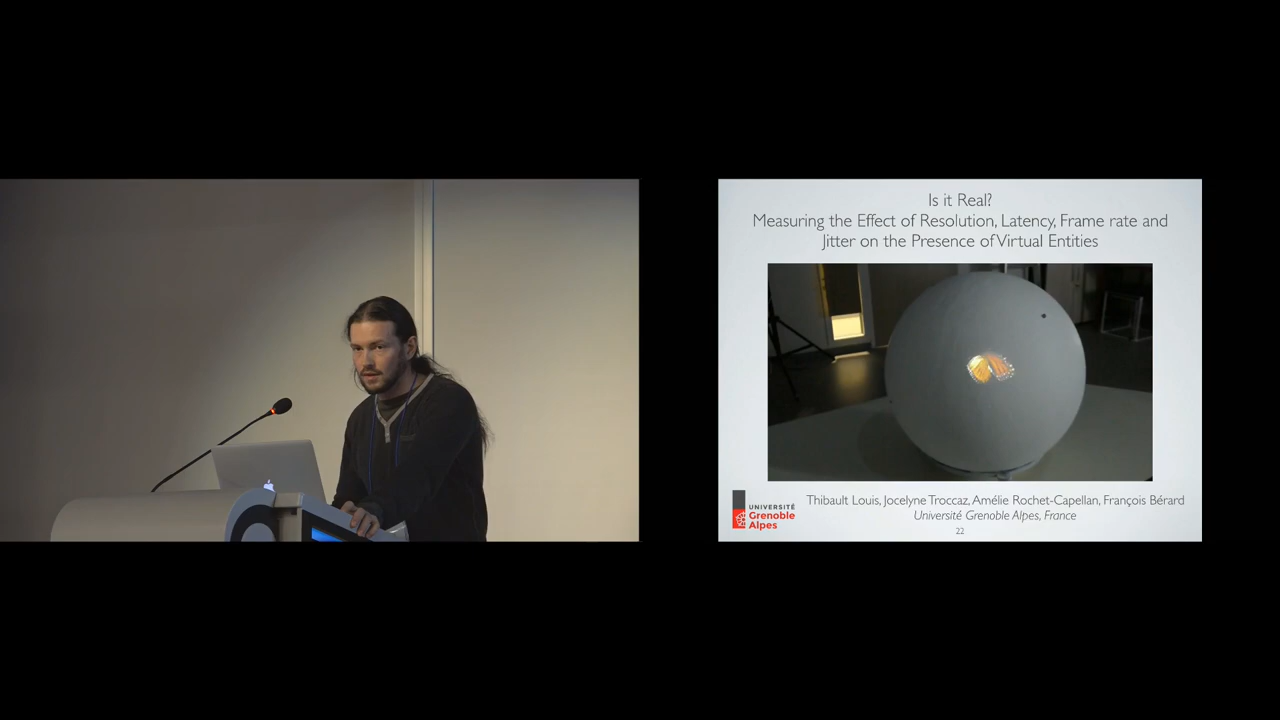 Is it Real?
Measuring the Effect of Resolution, Latency, Frame rate and
Jitter on the Presence of Virtual Entities
UNIVERSITÉ
Grenoble
Alpes
Thibault Louis, Jocelyne Troccaz, Amélie Rochet-Capellan, François Bérard
Université Grenoble Alpes, France
22